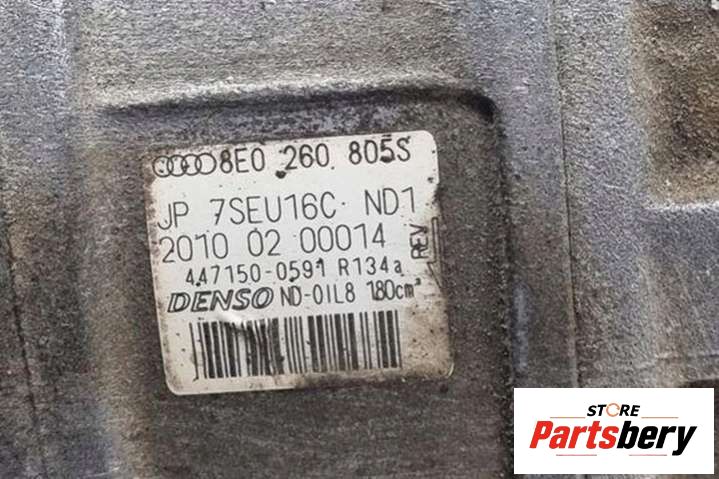 8E0 260 805S
JP 7SEU16C ND1
2010 02 00014
REV
447150-0591 R134a
DENSO ND-OIL8 180cm³
STORE
Partsbery